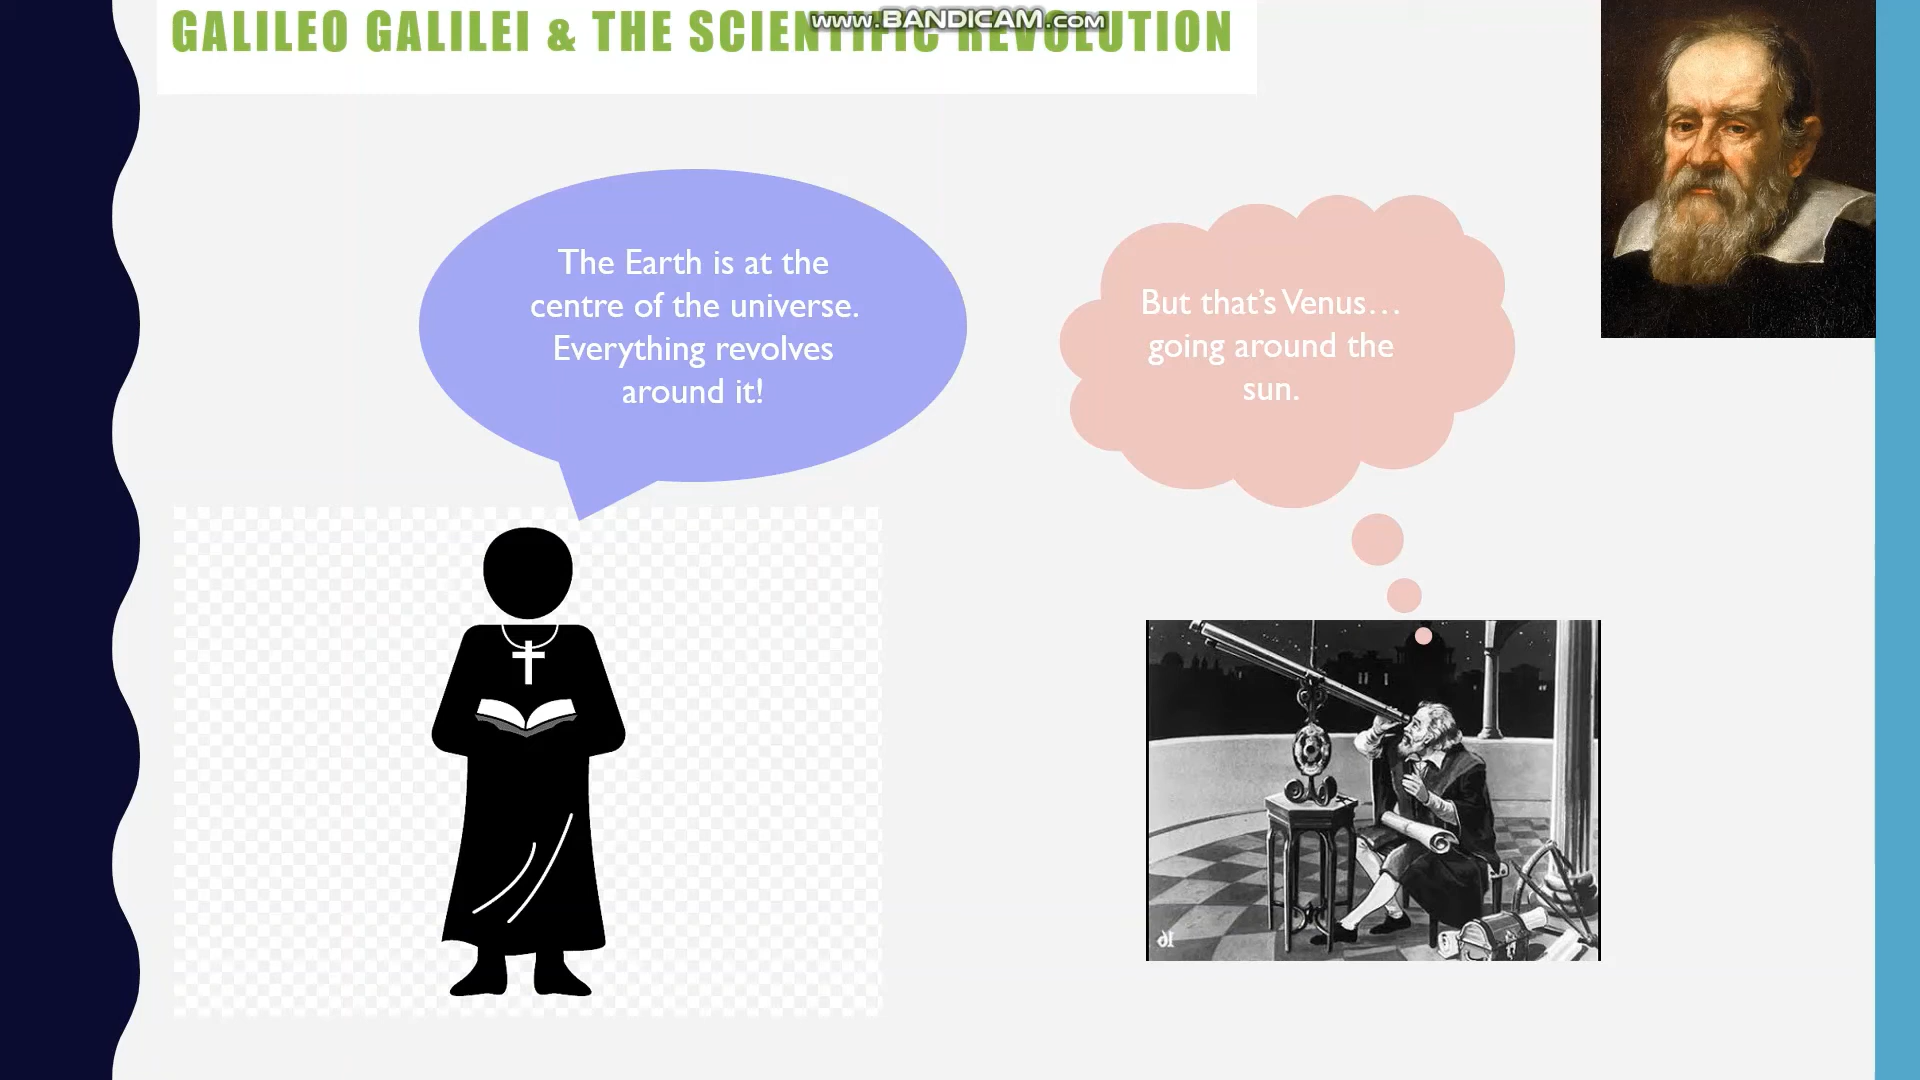 www.BANDICAM.com
GALILEO GALILEI & THE SCIENTIFIC REVOLUTION
The Earth is at the
centre of the universe.
Everything revolves
around it!
But that's Venus…
going around the
sun.